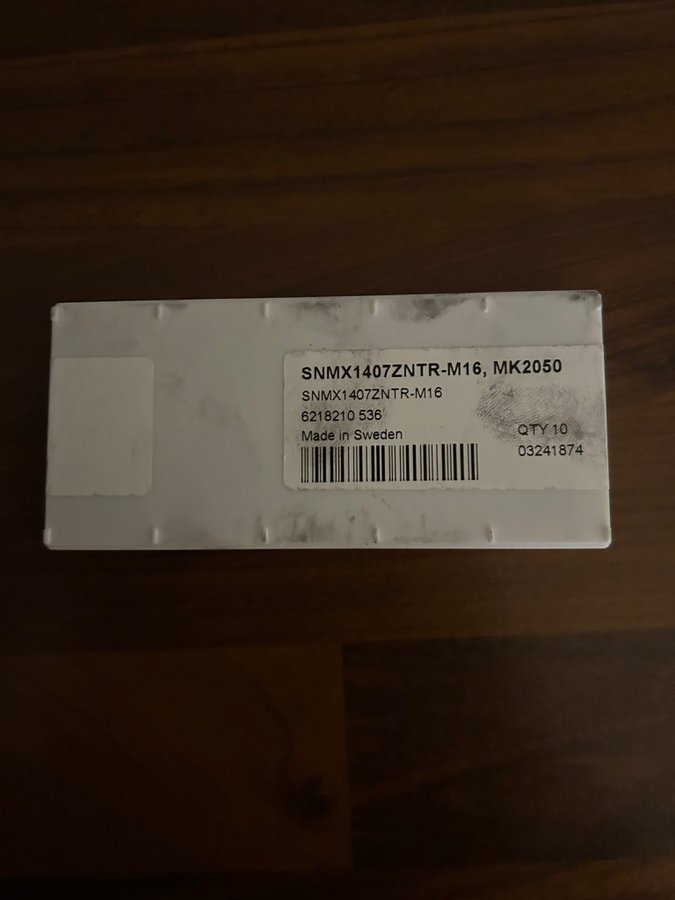 SNMX1407ZNTR-M16, MK2050
SNMX1407ZNTR-M16
6218210 536
Made in Sweden
QTY 10
03241874